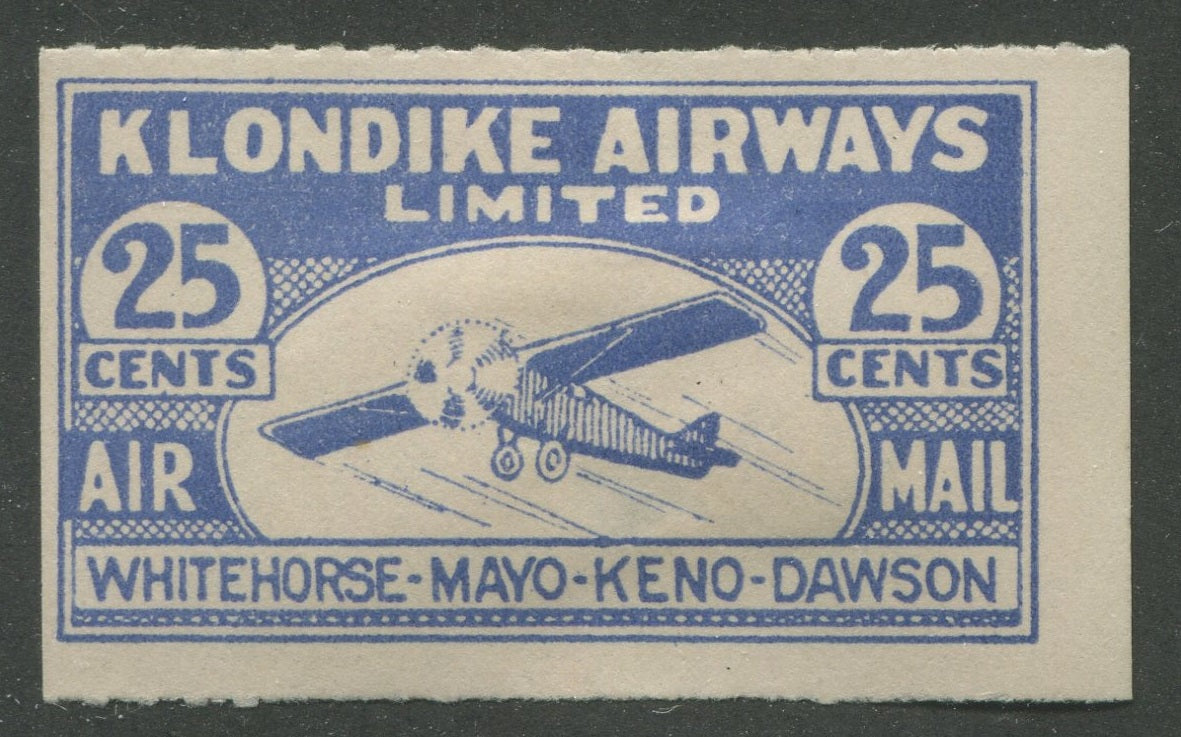 KLONDIKE AIRWAYS
LIMITED
25 25
CENTS CENTS
AIR MAIL
WHITEHORSE-MAYO-KENO-DAWSON